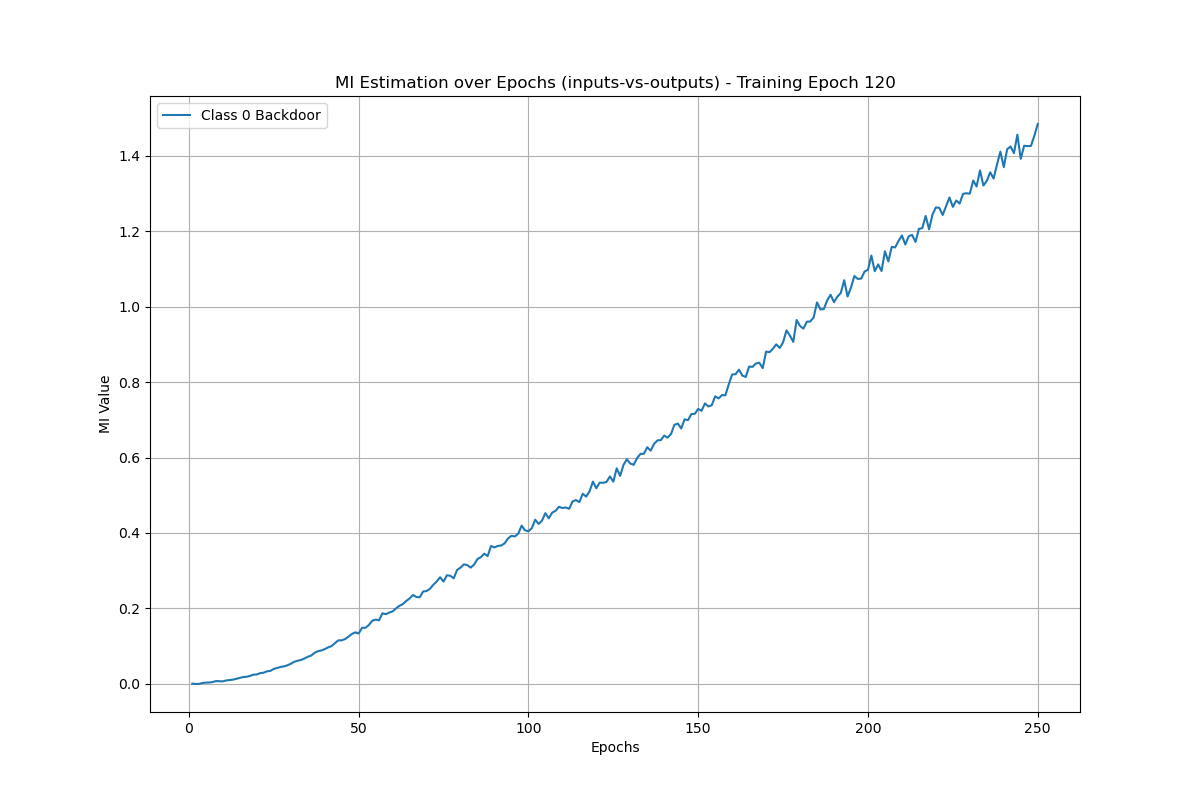 MI Estimation over Epochs (inputs-vs-outputs) - Training Epoch 120
Class 0 Backdoor
MI Value
1.4
1.2
1.0
0.8
0.6
0.4
0.2
0.0
0 50 100 150 200 250
Epochs